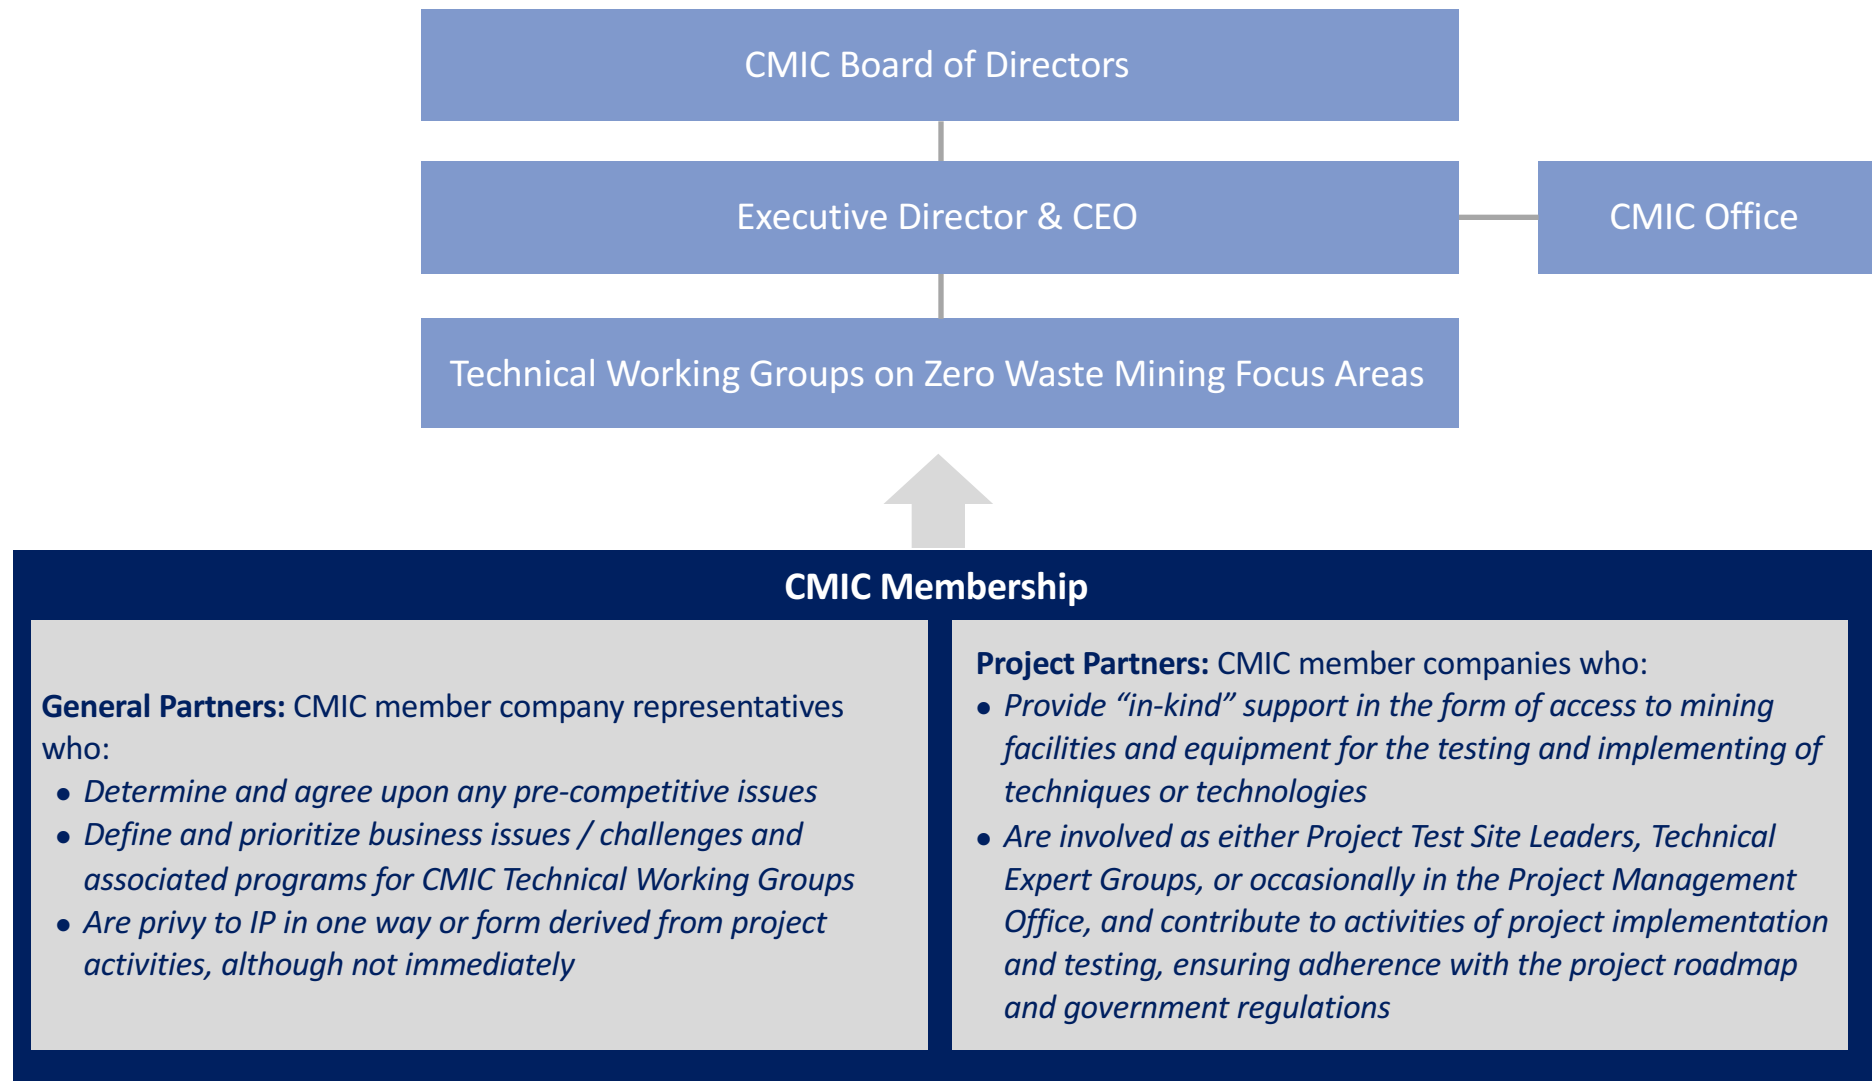 CMIC Board of Directors
Executive Director & CEO
CMIC Office
Technical Working Groups on Zero Waste Mining Focus Areas
CMIC Membership
General Partners: CMIC member company representatives
who:
• Determine and agree upon any pre-competitive issues
• Define and prioritize business issues / challenges and
associated programs for CMIC Technical Working Groups
• Are privy to IP in one way or form derived from project
activities, although not immediately
Project Partners: CMIC member companies who:
• Provide “in-kind” support in the form of access to mining
facilities and equipment for the testing and implementing of
techniques or technologies
• Are involved as either Project Test Site Leaders, Technical
Expert Groups, or occasionally in the Project Management
Office, and contribute to activities of project implementation
and testing, ensuring adherence with the project roadmap
and government regulations